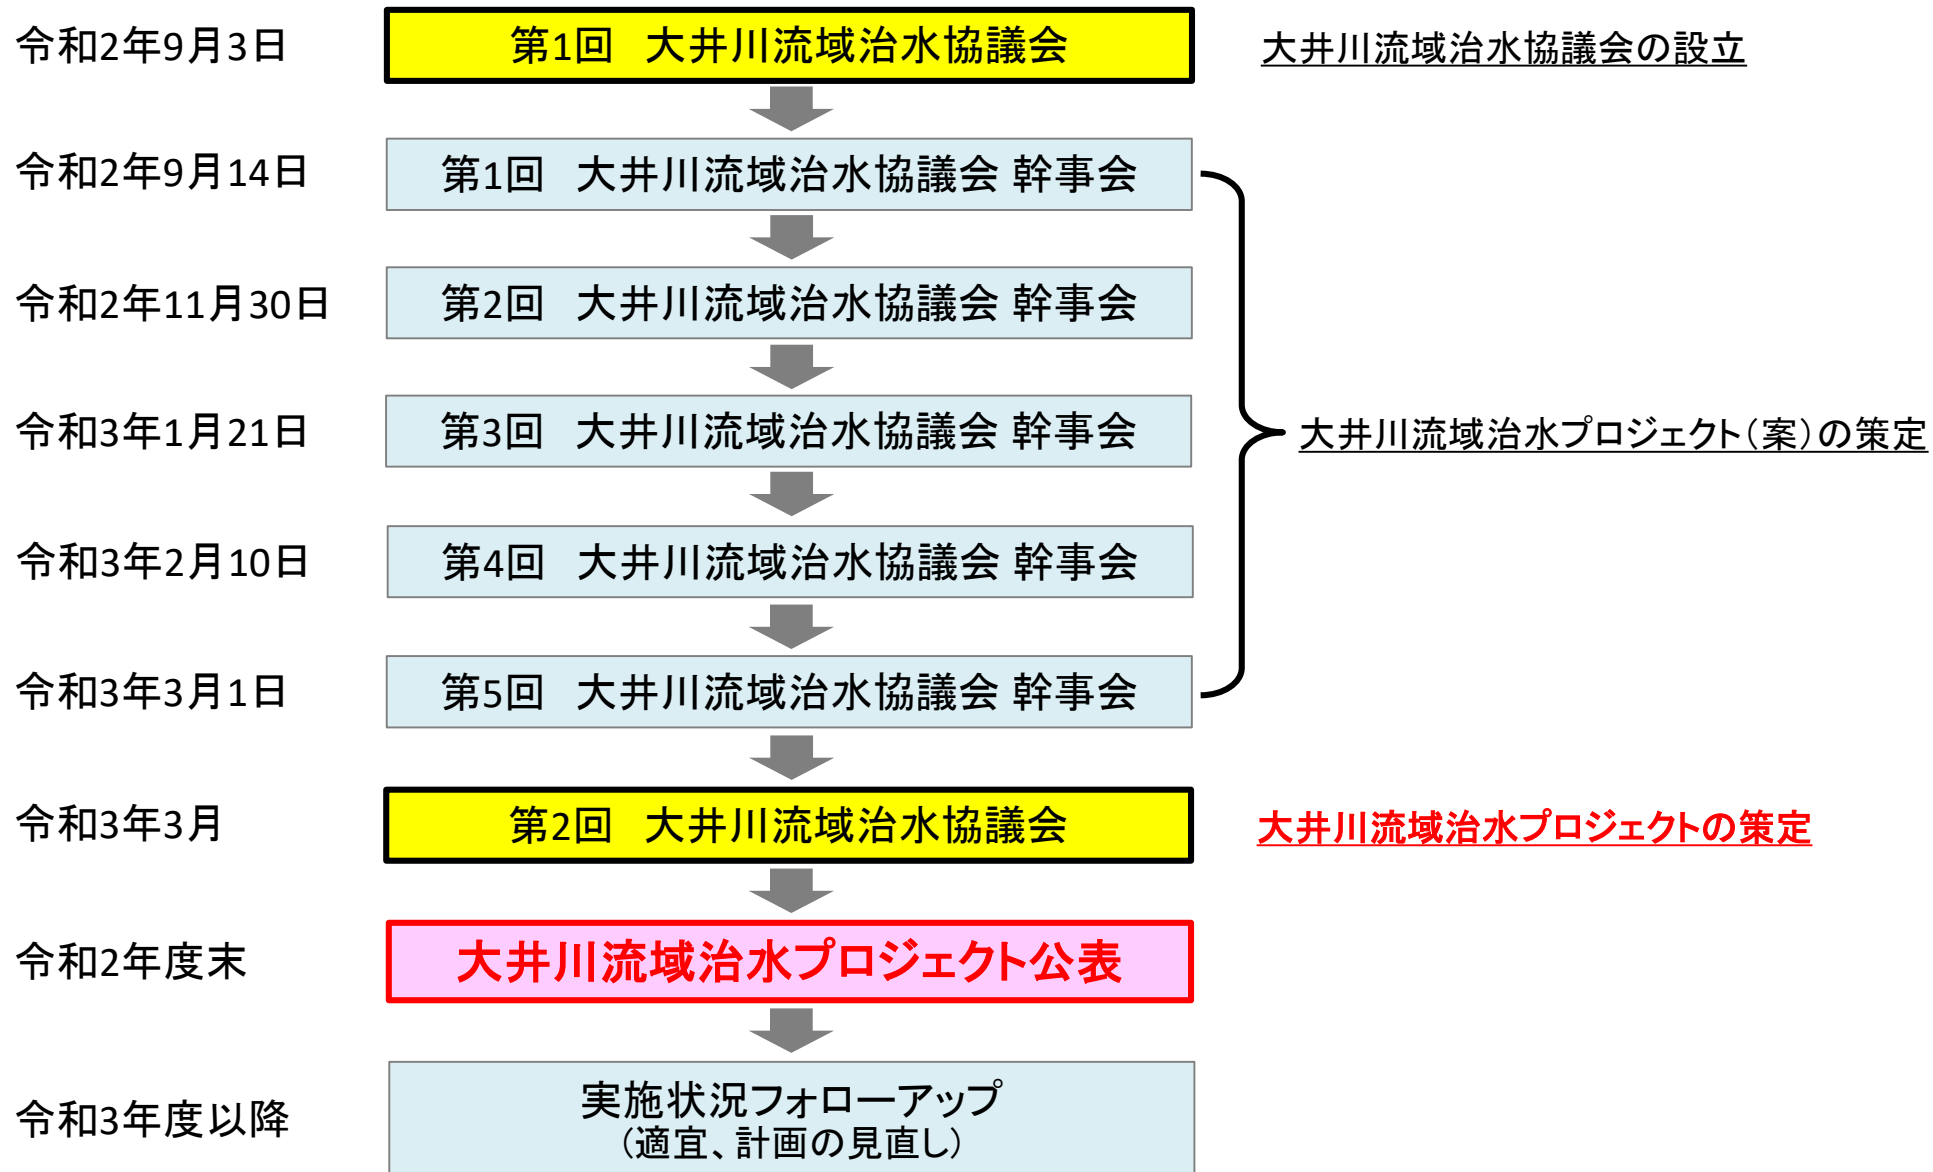 令和2年9月3日
第1回　大井川流域治水協議会
大井川流域治水協議会の設立
令和2年9月14日
第1回　大井川流域治水協議会 幹事会
令和2年11月30日
第2回　大井川流域治水協議会 幹事会
令和3年1月21日
第3回　大井川流域治水協議会 幹事会
大井川流域治水プロジェクト（案）の策定
令和3年2月10日
第4回　大井川流域治水協議会 幹事会
令和3年3月1日
第5回　大井川流域治水協議会 幹事会
令和3年3月
第2回　大井川流域治水協議会
大井川流域治水プロジェクトの策定
令和2年度末
大井川流域治水プロジェクト公表
令和3年度以降
実施状況フォローアップ
（適宜、計画の見直し）